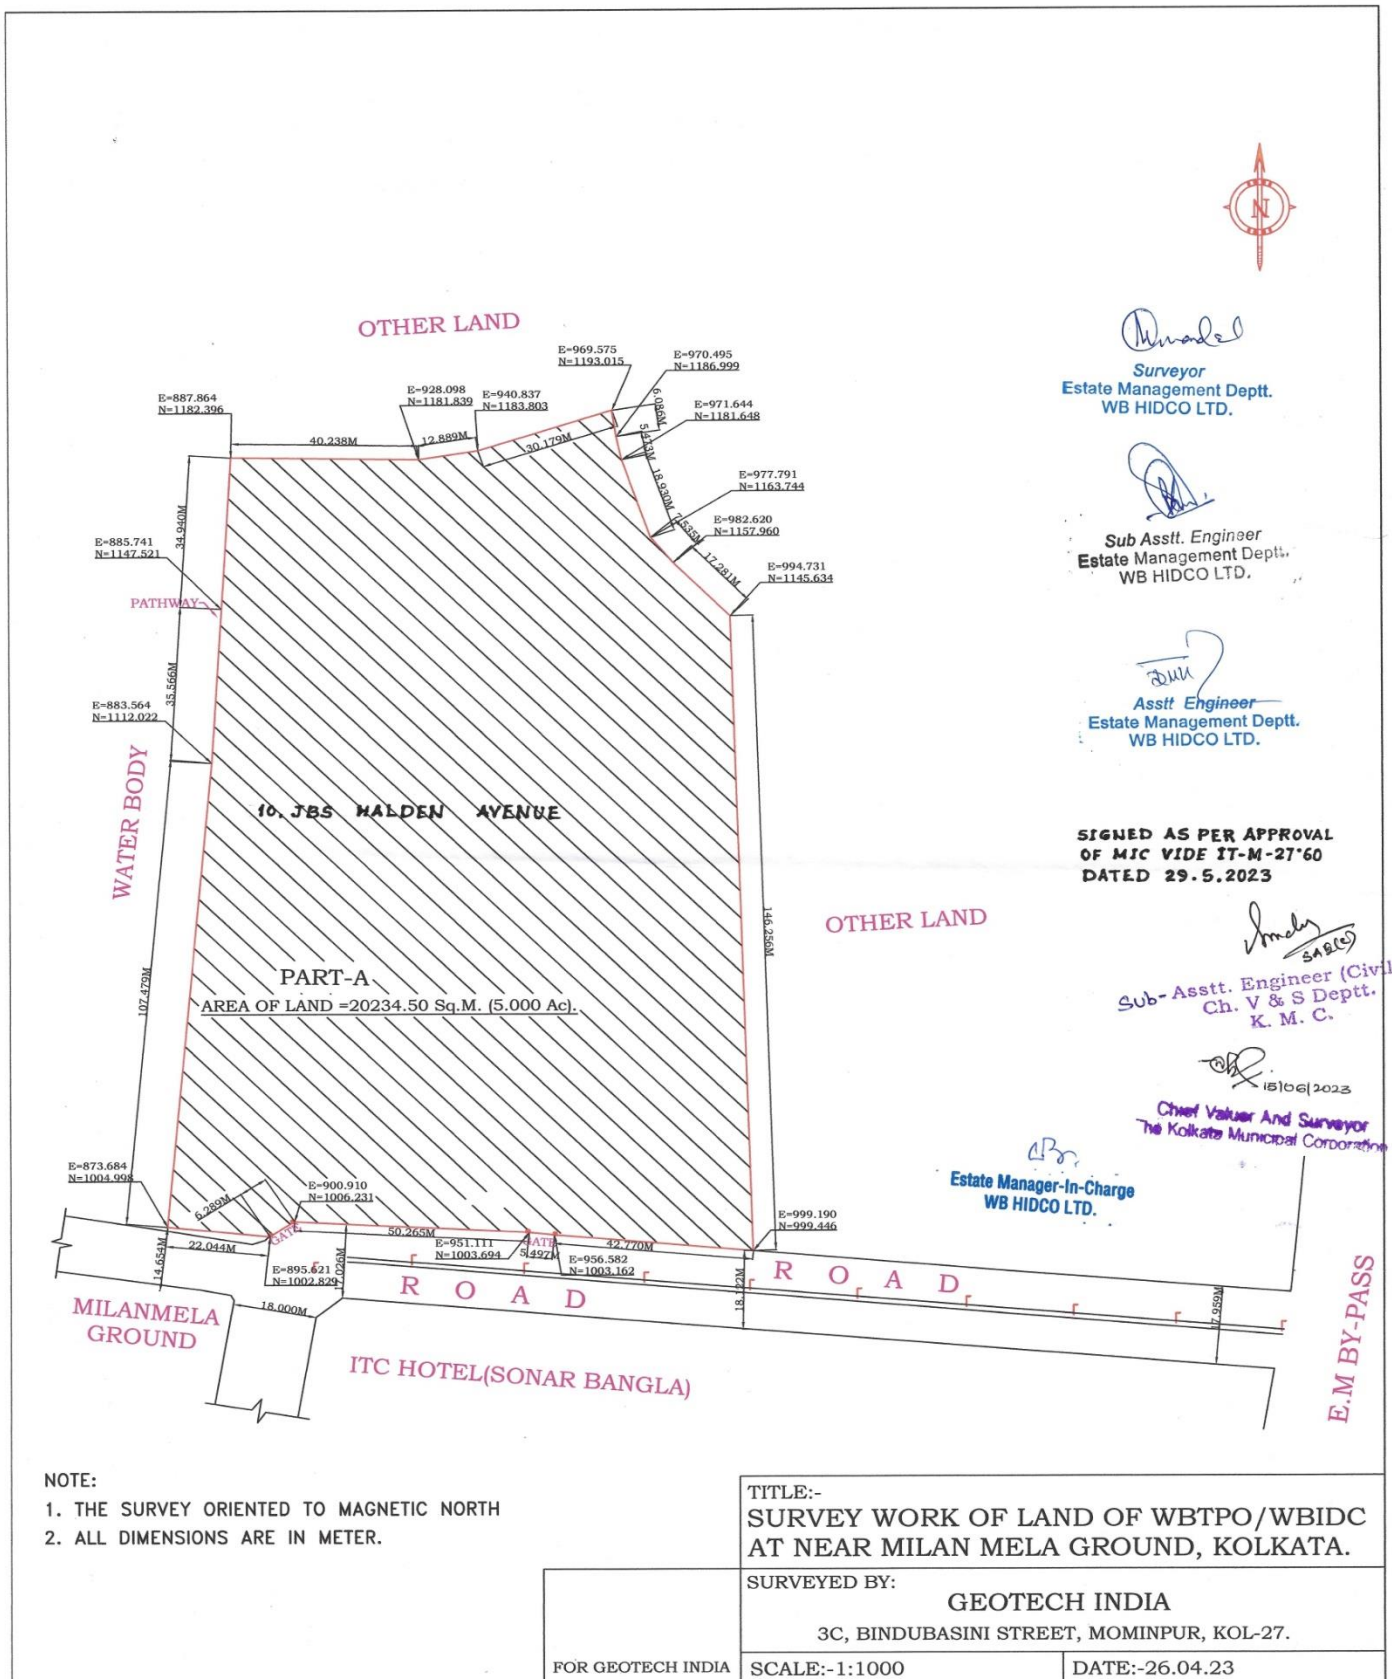 N
Surveyor
Estate Management Deptt.
WB HIDCO LTD.
Sub Asstt. Engineer
Estate Management Deptt.
WB HIDCO LTD.
Asstt Engineer
Estate Management Deptt.
WB HIDCO LTD.
SIGNED AS PER APPROVAL
OF MIC VIDE IT-M-27'60
DATED 29.5.2023
SAE(C)
Sub-Asstt. Engineer (Civil
Ch. V & S Deptt.
K. M. C.
15/06/2023
Chief Valuer And Surveyor
The Kolkata Municipal Corporation
Estate Manager-In-Charge
WB HIDCO LTD.
OTHER LAND
E=969.575
N=1193.015
E=970.495
N=1186.999
E=887.864
N=1182.396
E=928.098
N=1181.839
E=940.837
N=1183.803
E=971.644
N=1181.648
40.238M
12.889M
30.179M
6.086M
5.473M
18.930M
E=977.791
N=1163.744
E=982.620
N=1157.960
7.535M
17.281M
E=994.731
N=1145.634
34.940M
E=885.741
N=1147.521
PATHWAY
35.566M
E=883.564
N=1112.022
WATER BODY
10. JBS HALDEN AVENUE
OTHER LAND
146.256M
107.479M
PART-A
AREA OF LAND =20234.50 Sq.M. (5.000 Ac).
E=873.684
N=1004.998
6.289M
E=900.910
N=1006.231
GATE
50.265M
E=951.111
N=1003.694
GATE
5.497M
E=956.582
N=1003.162
42.770M
E=999.190
N=999.446
22.044M
14.654M
E=895.621
N=1002.829
17.026M
18.000M
18.122M
17.959M
ROAD
ROAD
MILANMELA
GROUND
ITC HOTEL(SONAR BANGLA)
E.M BY-PASS
NOTE:
1. THE SURVEY ORIENTED TO MAGNETIC NORTH
2. ALL DIMENSIONS ARE IN METER.
TITLE:-
SURVEY WORK OF LAND OF WBTPO/WBIDC
AT NEAR MILAN MELA GROUND, KOLKATA.
SURVEYED BY:
GEOTECH INDIA
3C, BINDUBASINI STREET, MOMINPUR, KOL-27.
FOR GEOTECH INDIA
SCALE:-1:1000
DATE:-26.04.23